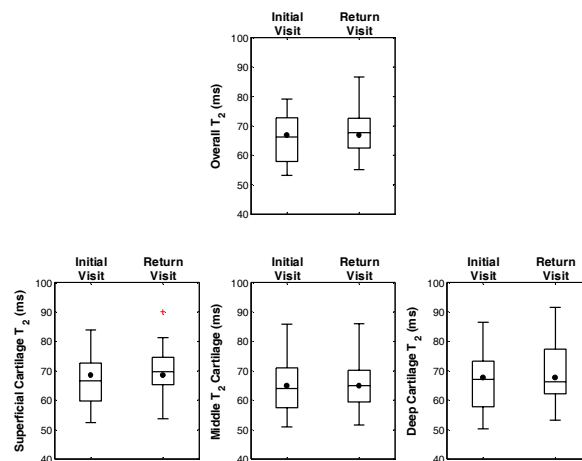 Initial Visit
Return Visit
Overall T2 (ms)
100
90
80
70
60
50
40
Initial Visit
Return Visit
Superficial Cartilage T2 (ms)
100
90
80
70
60
50
40
Initial Visit
Return Visit
Middle T2 Cartilage (ms)
100
90
80
70
60
50
40
Initial Visit
Return Visit
Deep Cartilage T2 (ms)
100
90
80
70
60
50
40